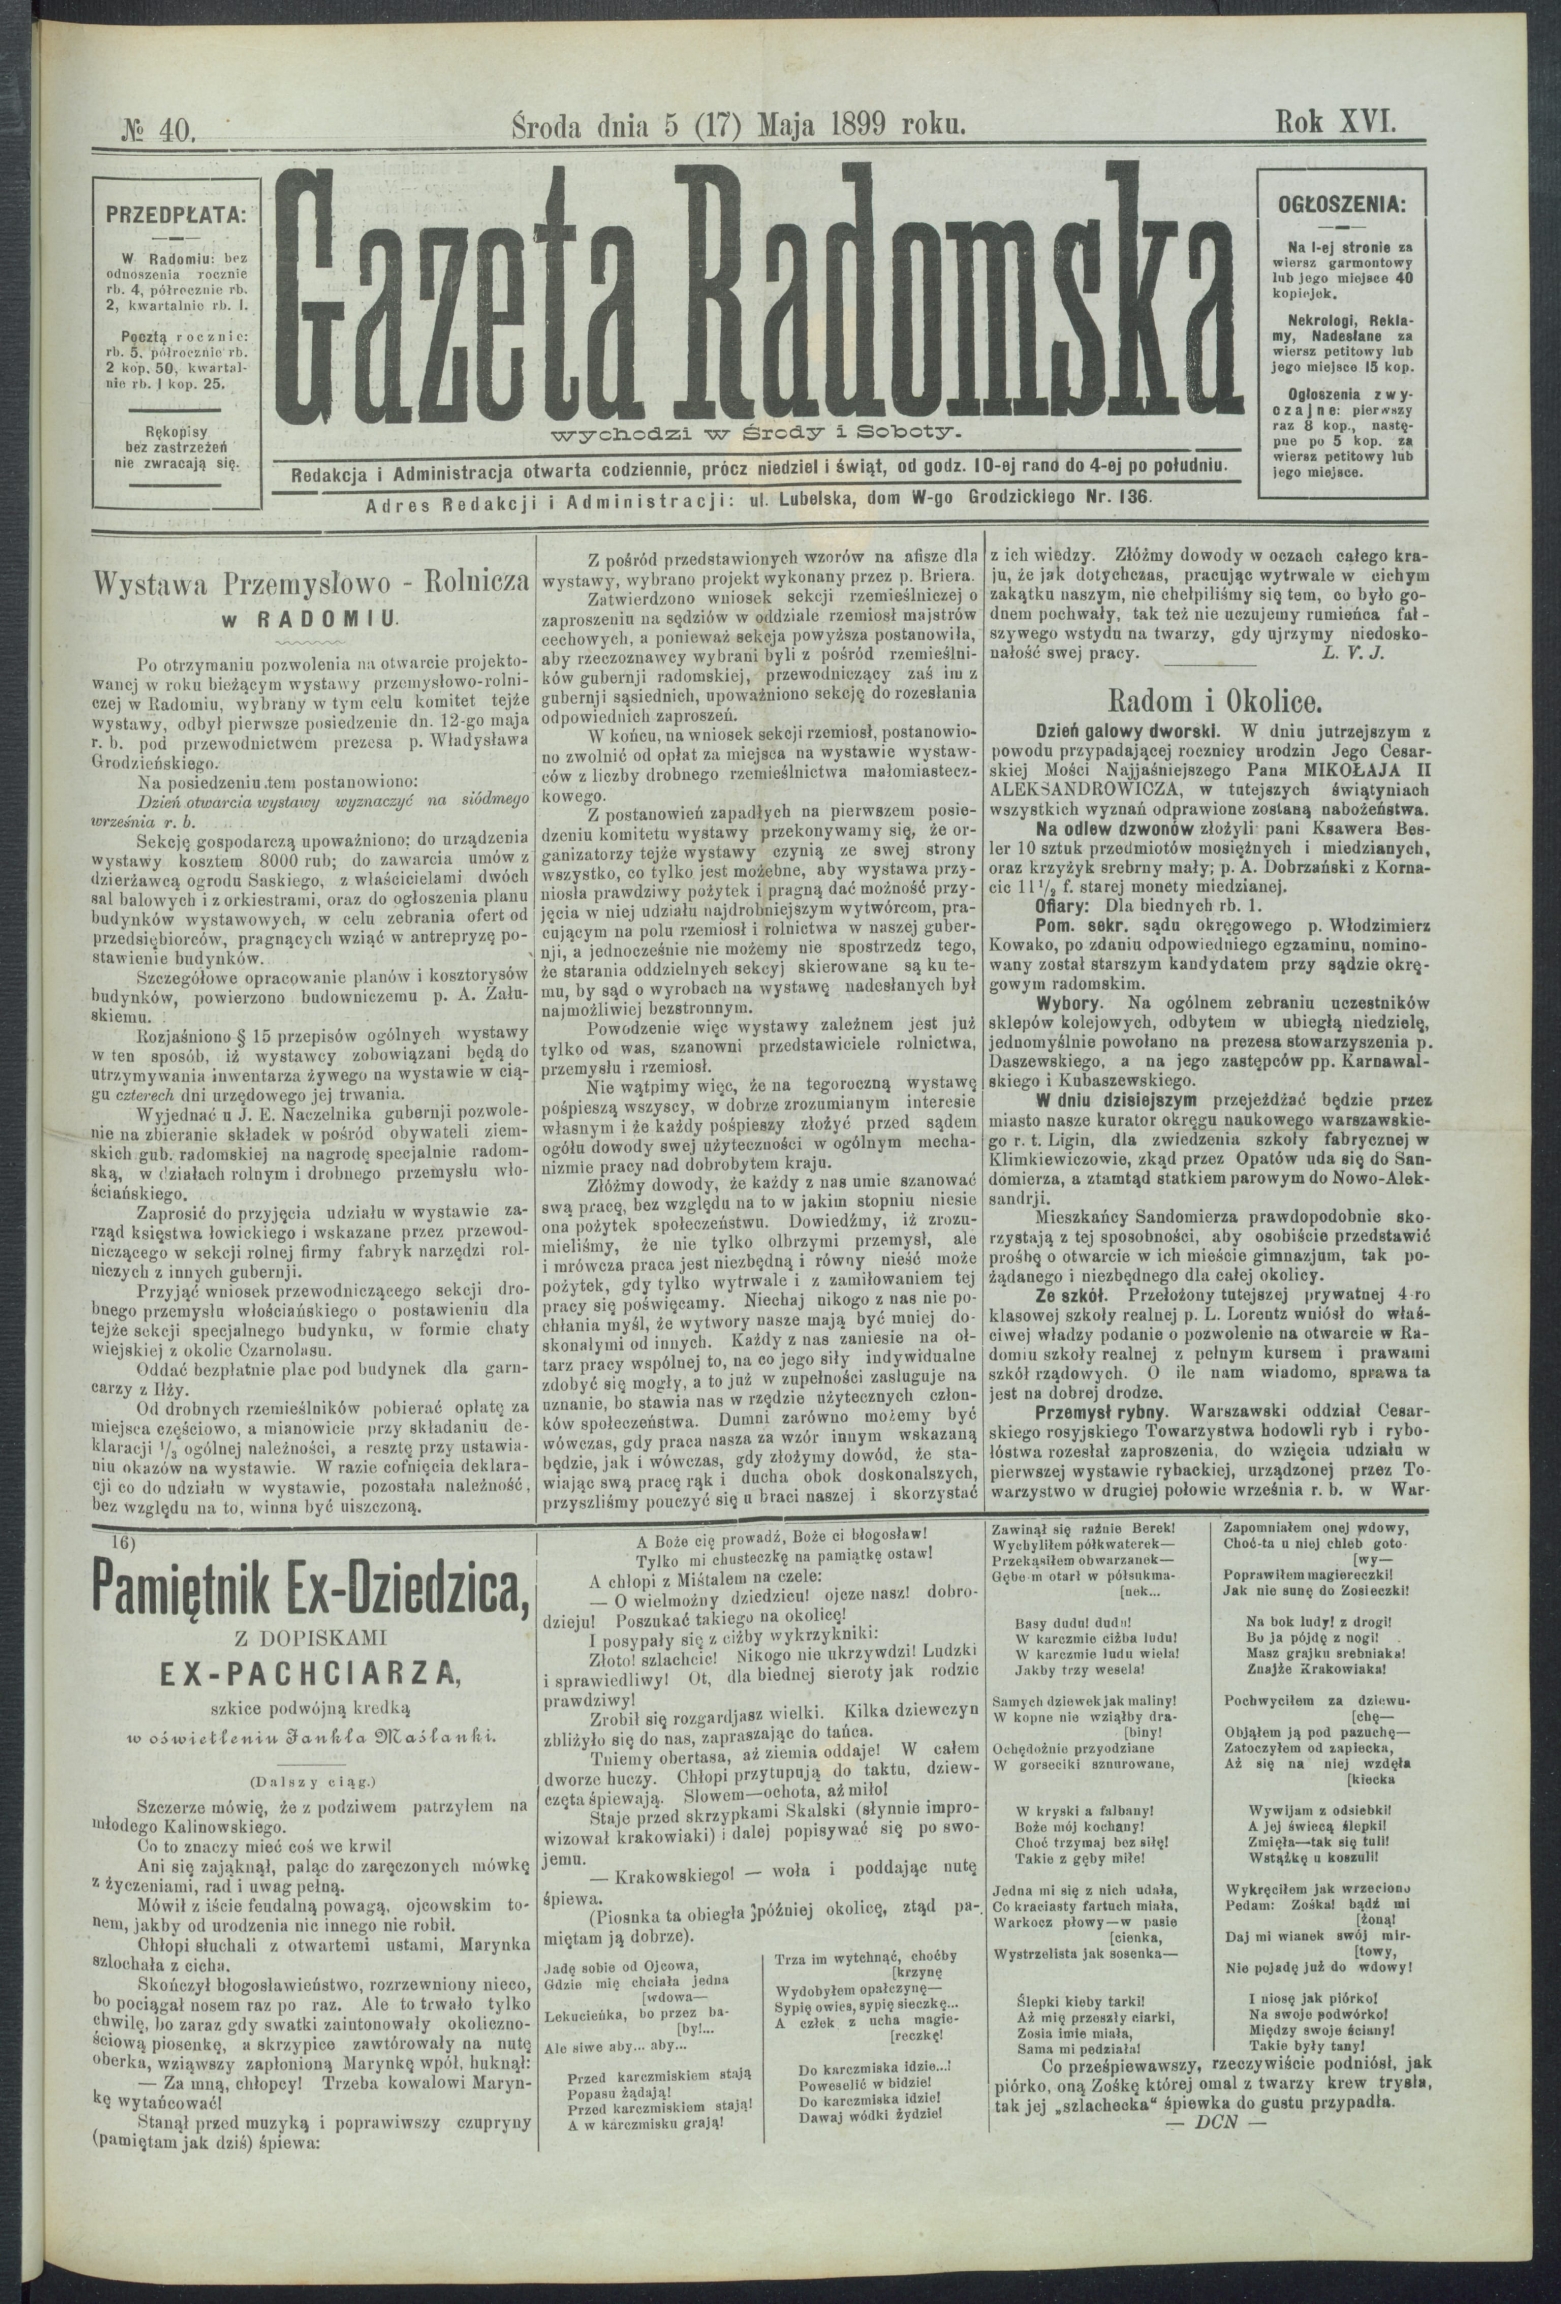 № 40.
Środa dnia 5 (17) Maja 1899 roku.
Rok XVI.
PRZEDPŁATA:
W Radomiu: bez
odnoszenia rocznie
rb. 4, półrocznie rb.
2, kwartalnie rb. 1.
Pocztą rocznie:
rb. 5, półrocznie rb.
2 kop. 50, kwartal-
nie rb. 1 kop. 25.
Rękopisy
bez zastrzeżeń
nie zwracają się.
Gazeta Radomska
wychodzi w Środy i Soboty.
Redakcja i Administracja otwarta codziennie, prócz niedziel i świąt, od godz. 10-ej rano do 4-ej po południu.
Adres Redakcji i Administracji: ul. Lubelska, dom W-go Grodzickiego Nr. 136.
OGŁOSZENIA:
Na I-ej stronie za
wiersz garmontowy
lub jego miejsce 40
kopiejek.
Nekrologi, Rekla-
my, Nadesłane za
wiersz petitowy lub
jego miejsce 15 kop.
Ogłoszenia zwy-
czajne: pierwszy
raz 8 kop., nastę-
pne po 5 kop. za
wiersz petitowy lub
jego miejsce.
Wystawa Przemysłowo - Rolnicza
w RADOMIU.
Po otrzymaniu pozwolenia na otwarcie projekto-
wanej w roku bieżącym wystawy przemysłowo-rolni-
czej w Radomiu, wybrany w tym celu komitet tejże
wystawy, odbył pierwsze posiedzenie dn. 12-go maja
r. b. pod przewodnictwem prezesa p. Władysława
Grodzieńskiego.
Na posiedzeniu tem postanowiono:
Dzień otwarcia wystawy wyznaczyć na siódmego
września r. b.
Sekcję gospodarczą upoważniono: do urządzenia
wystawy kosztem 8000 rub; do zawarcia umów z
dzierżawcą ogrodu Saskiego, z właścicielami dwóch
sal balowych i z orkiestrami, oraz do ogłoszenia planu
budynków wystawowych, w celu zebrania ofert od
przedsiębiorców, pragnących wziąć w antrepryzę po-
stawienie budynków.
Szczegółowe opracowanie planów i kosztorysów
budynków, powierzono budowniczemu p. A. Zału-
skiemu.
Rozjaśniono § 15 przepisów ogólnych wystawy
w ten sposób, iż wystawcy zobowiązani będą do
utrzymywania inwentarza żywego na wystawie w cią-
gu czterech dni urzędowego jej trwania.
Wyjednać u J. E. Naczelnika gubernji pozwole-
nie na zbieranie składek w pośród obywateli ziem-
skich gub. radomskiej na nagrodę specjalnie radom-
ską, w działach rolnym i drobnego przemysłu wło-
ściańskiego.
Zaprosić do przyjęcia udziału w wystawie za-
rząd księstwa łowickiego i wskazane przez przewod-
niczącego w sekcji rolnej firmy fabryk narzędzi rol-
niczych z innych gubernji.
Przyjąć wniosek przewodniczącego sekcji dro-
bnego przemysłu włościańskiego o postawieniu dla
tejże sekcji specjalnego budynku, w formie chaty
wiejskiej z okolic Czarnolasu.
Oddać bezpłatnie plac pod budynek dla garn-
carzy z Iłży.
Od drobnych rzemieślników pobierać opłatę za
miejsca częściowo, a mianowicie przy składaniu de-
klaracji 1/3 ogólnej należności, a resztę przy ustawia-
niu okazów na wystawie. W razie cofnięcia deklara-
cji co do udziału w wystawie, pozostała należność,
bez względu na to, winna być uiszczoną.
Z pośród przedstawionych wzorów na afisze dla
wystawy, wybrano projekt wykonany przez p. Briera.
Zatwierdzono wniosek sekcji rzemieślniczej o
zaproszeniu na sędziów w oddziale rzemiosł majstrów
cechowych, a ponieważ sekcja powyższa postanowiła,
aby rzeczoznawcy wybrani byli z pośród rzemieślni-
ków gubernji radomskiej, przewodniczący zaś im z
gubernji sąsiednich, upoważniono sekcję do rozesłania
odpowiednich zaproszeń.
W końcu, na wniosek sekcji rzemiosł, postanowio-
no zwolnić od opłat za miejsca na wystawie wystaw-
ców z liczby drobnego rzemieślnictwa małomiastecz-
kowego.
Z postanowień zapadłych na pierwszem posie-
dzeniu komitetu wystawy przekonywamy się, że or-
ganizatorzy tejże wystawy czynią ze swej strony
wszystko, co tylko jest możebne, aby wystawa przy-
niosła prawdziwy pożytek i pragną dać możność przy-
jęcia w niej udziału najdrobniejszym wytwórcom, pra-
cującym na polu rzemiosł i rolnictwa w naszej guber-
nji, a jednocześnie nie możemy nie spostrzedz tego,
że starania oddzielnych sekcyj skierowane są ku te-
mu, by sąd o wyrobach na wystawę nadesłanych był
najmożliwiej bezstronnym.
Powodzenie więc wystawy zależnem jest już
tylko od was, szanowni przedstawiciele rolnictwa,
przemysłu i rzemiosł.
Nie wątpimy więc, że na tegoroczną wystawę
pośpieszą wszyscy, w dobrze zrozumianym interesie
własnym i że każdy pośpieszy złożyć przed sądem
ogółu dowody swej użyteczności w ogólnym mecha-
nizmie pracy nad dobrobytem kraju.
Złóżmy dowody, że każdy z nas umie szanować
swą pracę, bez względu na to w jakim stopniu niesie
ona pożytek społeczeństwu. Dowiedźmy, iż zrozu-
mieliśmy, że nie tylko olbrzymi przemysł, ale
i mrówcza praca jest niezbędną i równy nieść może
pożytek, gdy tylko wytrwale i z zamiłowaniem tej
pracy się poświęcamy. Niechaj nikogo z nas nie po-
chłania myśl, że wytwory nasze mają być mniej do-
skonałymi od innych. Każdy z nas zaniesie na oł-
tarz pracy wspólnej to, na co jego siły indywidualne
zdobyć się mogły, a to już w zupełności zasługuje na
uznanie, bo stawia nas w rzędzie użytecznych człon-
ków społeczeństwa. Dumni zarówno możemy być
wówczas, gdy praca nasza za wzór innym wskazaną
będzie, jak i wówczas, gdy złożymy dowód, że sta-
wiając swą pracę rąk i ducha obok doskonalszych,
przyszliśmy pouczyć się u braci naszej i skorzystać
z ich wiedzy. Złóżmy dowody w oczach całego kra-
ju, że jak dotychczas, pracując wytrwale w cichym
zakątku naszym, nie chełpiliśmy się tem, co było go-
dnem pochwały, tak też nie uczujemy rumieńca fał-
szywego wstydu na twarzy, gdy ujrzymy niedosko-
nałość swej pracy. L. V. J.
Radom i Okolice.
Dzień galowy dworski. W dniu jutrzejszym z
powodu przypadającej rocznicy urodzin Jego Cesar-
skiej Mości Najjaśniejszego Pana MIKOŁAJA II
ALEKSANDROWICZA, w tutejszych świątyniach
wszystkich wyznań odprawione zostaną nabożeństwa.
Na odlew dzwonów złożyli pani Ksawera Bes-
ler 10 sztuk przedmiotów mosiężnych i miedzianych,
oraz krzyżyk srebrny mały; p. A. Dobrzański z Korna-
cic 11 1/2 f. starej monety miedzianej.
Ofiary: Dla biednych rb. 1.
Pom. sekr. sądu okręgowego p. Włodzimierz
Kowako, po zdaniu odpowiedniego egzaminu, nomino-
wany został starszym kandydatem przy sądzie okrę-
gowym radomskim.
Wybory. Na ogólnem zebraniu uczestników
sklepów kolejowych, odbytem w ubiegłą niedzielę,
jednomyślnie powołano na prezesa stowarzyszenia p.
Daszewskiego, a na jego zastępców pp. Karnawal-
skiego i Kubaszewskiego.
W dniu dzisiejszym przejeżdżać będzie przez
miasto nasze kurator okręgu naukowego warszawskie-
go r. t. Ligin, dla zwiedzenia szkoły fabrycznej w
Klimkiewiczowie, zkąd przez Opatów uda się do San-
domierza, a ztamtąd statkiem parowym do Nowo-Alek-
sandrji.
Mieszkańcy Sandomierza prawdopodobnie sko-
rzystają z tej sposobności, aby osobiście przedstawić
prośbę o otwarcie w ich mieście gimnazjum, tak po-
żądanego i niezbędnego dla całej okolicy.
Ze szkół. Przełożony tutejszej prywatnej 4-ro
klasowej szkoły realnej p. L. Lorentz wniósł do właś-
ciwej władzy podanie o pozwolenie na otwarcie w Ra-
domiu szkoły realnej z pełnym kursem i prawami
szkół rządowych. O ile nam wiadomo, sprawa ta
jest na dobrej drodze.
Przemysł rybny. Warszawski oddział Cesar-
skiego rosyjskiego Towarzystwa hodowli ryb i rybo-
łóstwa rozesłał zaproszenia, do wzięcia udziału w
pierwszej wystawie rybackiej, urządzonej przez To-
warzystwo w drugiej połowie września r. b. w War-
16)
Pamiętnik Ex-Dziedzica,
Z DOPISKAMI
EX-PACHCIARZA,
szkice podwójną kredką
w oświetleniu Jankla Maślanki.
(Dalszy ciąg.)
Szczerze mówię, że z podziwem patrzyłem na
młodego Kalinowskiego.
Co to znaczy mieć coś we krwi!
Ani się zająknął, paląc do zaręczonych mówkę
z życzeniami, rad i uwag pełną.
Mówił z iście feudalną powagą, ojcowskim to-
nem, jakby od urodzenia nic innego nie robił.
Chłopi słuchali z otwartemi ustami, Marynka
szlochała z cicha.
Skończył błogosławieństwo, rozrzewniony nieco,
bo pociągał nosem raz po raz. Ale to trwało tylko
chwilę, bo zaraz gdy swatki zaintonowały okoliczno-
ściową piosenkę, a skrzypice zawtórowały na nutę
oberka, wziąwszy zapłonioną Marynkę wpół, huknął:
— Za mną, chłopcy! Trzeba kowalowi Maryn-
kę wytańcować!
Stanął przed muzyką i poprawiwszy czupryny
(pamiętam jak dziś) śpiewa:
A Boże cię prowadź, Boże ci błogosław!
Tylko mi chusteczkę na pamiątkę ostaw!
A chłopi z Miśtalem na czele:
— O wielmożny dziedzicu! ojcze nasz! dobro-
dzieju! Poszukać takiego na okolicę!
I posypały się z ciżby wykrzykniki:
Złoto! szlachcic! Nikogo nie ukrzywdzi! Ludzki
i sprawiedliwy! Ot, dla biednej sieroty jak rodzic
prawdziwy!
Zrobił się rozgardjasz wielki. Kilka dziewczyn
zbliżyło się do nas, zapraszając do tańca.
Tniemy obertasa, aż ziemia oddaje! W całem
dworze huczy. Chłopi przytupują do taktu, dziew-
częta śpiewają. Słowem—ochota, aż miło!
Staje przed skrzypkami Skalski (słynnie impro-
wizował krakowiaki) i dalej popisywać się po swo-
jemu.
— Krakowskiego! — woła i poddając nutę
śpiewa.
(Piosnka ta obiegła później okolicę, ztąd pa-
miętam ją dobrze).
Jadę sobie od Ojcowa,
Gdzie mię chciała jedna
[wdowa—
Lekucieńka, bo przez ba-
[by!...
Ale siwe aby... aby...
Przed karczmiskiem stają
Popasu żądają!
Przed karczmiskiem stają!
A w karczmisku grają!
Trza im wytchnąć, choćby
[krzynę
Wydobyłem opałczynę—
Sypię owies, sypię sieczkę...
A człek z ucha magie-
[reczkę!
Do karczmiska idzie...!
Poweselić w bidzie!
Do karczmiska idzie!
Dawaj wódki żydzie!
Zawinął się raźnie Berek!
Wychyliłem półkwaterek—
Przekąsiłem obwarzanek—
Gębe m otarł w półsukma-
[nek...
Basy dudu! dudu!
W karczmie ciżba ludu!
W karczmie ludu wiela!
Jakby trzy wesela!
Samych dziewek jak maliny!
W kopne nie wziąłby dra-
[biny!
Ochędożnie przyodziane
W gorseciki sznurowane,
W kryski a falbany!
Boże mój kochany!
Choć trzymaj bez siłę!
Takie z gęby miłe!
Jedna mi się z nich udała,
Co kraciasty fartuch miała,
Warkocz płowy—w pasie
[cienka,
Wystrzelista jak sosenka—
Ślepki kieby tarki!
Aż mię przeszły ciarki,
Zosia imie miała,
Sama mi pedziała!
Zapomniałem onej wdowy,
Choć-ta u niej chleb goto-
[wy—
Poprawiłem magiereczki!
Jak nie sunę do Zosieczki!
Na bok ludy! z drogi!
Bo ja pójdę z nogi!
Masz grajku srebniaka!
Znajże Krakowiaka!
Pochwyciłem za dziewu-
[chę—
Objąłem ją pod pazuchę—
Zatoczyłem od zapiecka,
Aż się na niej wzdęła
[kiecka
Wywijam z odsiebki!
A jej świecą ślepki!
Zmięła—tak się tuli!
Wstążkę u koszuli!
Wykręciłem jak wrzeciono
Pedam: Zośka! bądź mi
[żoną!
Daj mi wianek swój mir-
[towy,
Nie pojadę już do wdowy!
I niosę jak piórko!
Na swoje podwórko!
Między swoje ściany!
Takie były tany!
Co prześpiewawszy, rzeczywiście podniósł, jak
piórko, oną Zośkę której omal z twarzy krew trysła,
tak jej „szlachecka“ śpiewka do gustu przypadła.
— DCN —